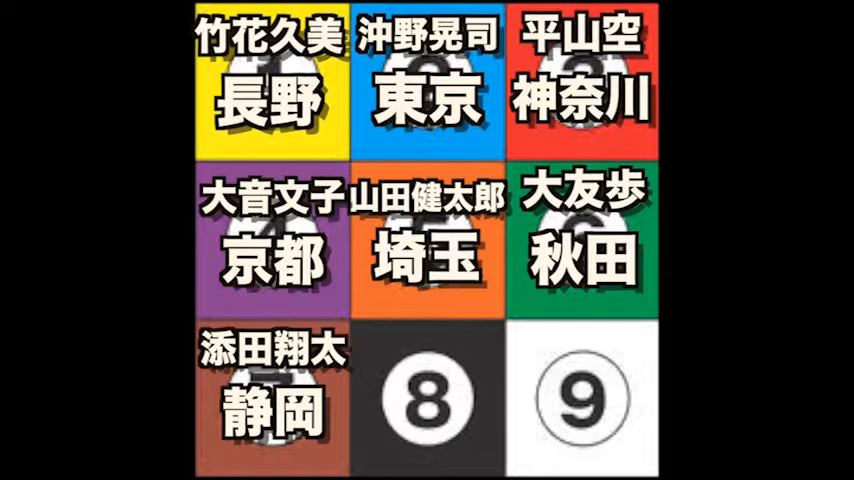 竹花久美
長野
沖野晃司
東京
平山空
神奈川
大音文子
京都
山田健太郎
埼玉
大友歩
秋田
添田翔太
静岡
8
9